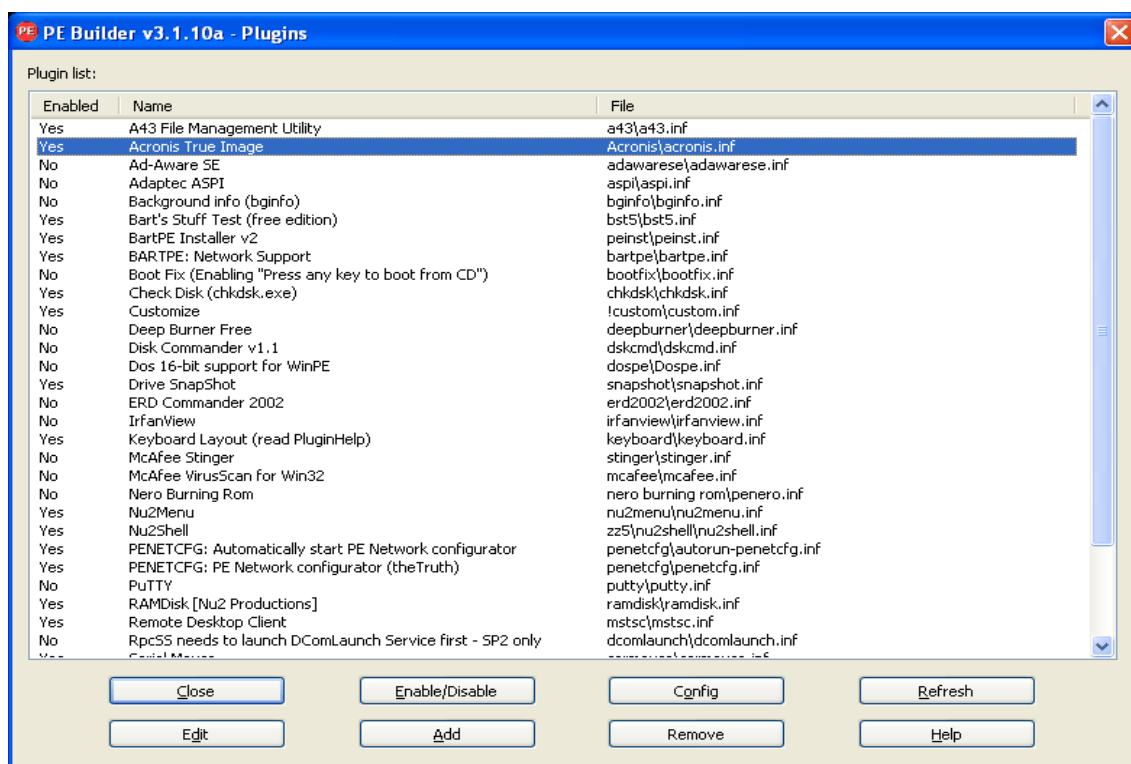 PE PE Builder v3.1.10a - Plugins
Plugin list:
Enabled Name File
Yes A43 File Management Utility a43\a43.inf
Yes Acronis True Image Acronis\acronis.inf
No Ad-Aware SE adawarese\adawarese.inf
No Adaptec ASPI aspi\aspi.inf
No Background info (bginfo) bginfo\bginfo.inf
Yes Bart's Stuff Test (free edition) bst5\bst5.inf
Yes BartPE Installer v2 peinst\peinst.inf
Yes BARTPE: Network Support bartpe\bartpe.inf
No Boot Fix (Enabling "Press any key to boot from CD") bootfix\bootfix.inf
Yes Check Disk (chkdsk.exe) chkdsk\chkdsk.inf
Yes Customize !custom\custom.inf
No Deep Burner Free deepburner\deepburner.inf
No Disk Commander v1.1 dskcmd\dskcmd.inf
No Dos 16-bit support for WinPE dospe\Dospe.inf
Yes Drive SnapShot snapshot\snapshot.inf
No ERD Commander 2002 erd2002\erd2002.inf
No IrfanView irfanview\irfanview.inf
Yes Keyboard Layout (read PluginHelp) keyboard\keyboard.inf
No McAfee Stinger stinger\stinger.inf
No McAfee VirusScan for Win32 mcafee\mcafee.inf
No Nero Burning Rom nero burning rom\penero.inf
Yes Nu2Menu nu2menu\nu2menu.inf
Yes Nu2Shell zz5\nu2shell\nu2shell.inf
Yes PENETCFG: Automatically start PE Network configurator penetcfg\autorun-penetcfg.inf
Yes PENETCFG: PE Network configurator (theTruth) penetcfg\penetcfg.inf
No PuTTY putty\putty.inf
Yes RAMDisk [Nu2 Productions] ramdisk\ramdisk.inf
Yes Remote Desktop Client mstsc\mstsc.inf
No RpcSS needs to launch DComLaunch Service first - SP2 only dcomlaunch\dcomlaunch.inf
Close Enable/Disable Config Refresh
Edit Add Remove Help